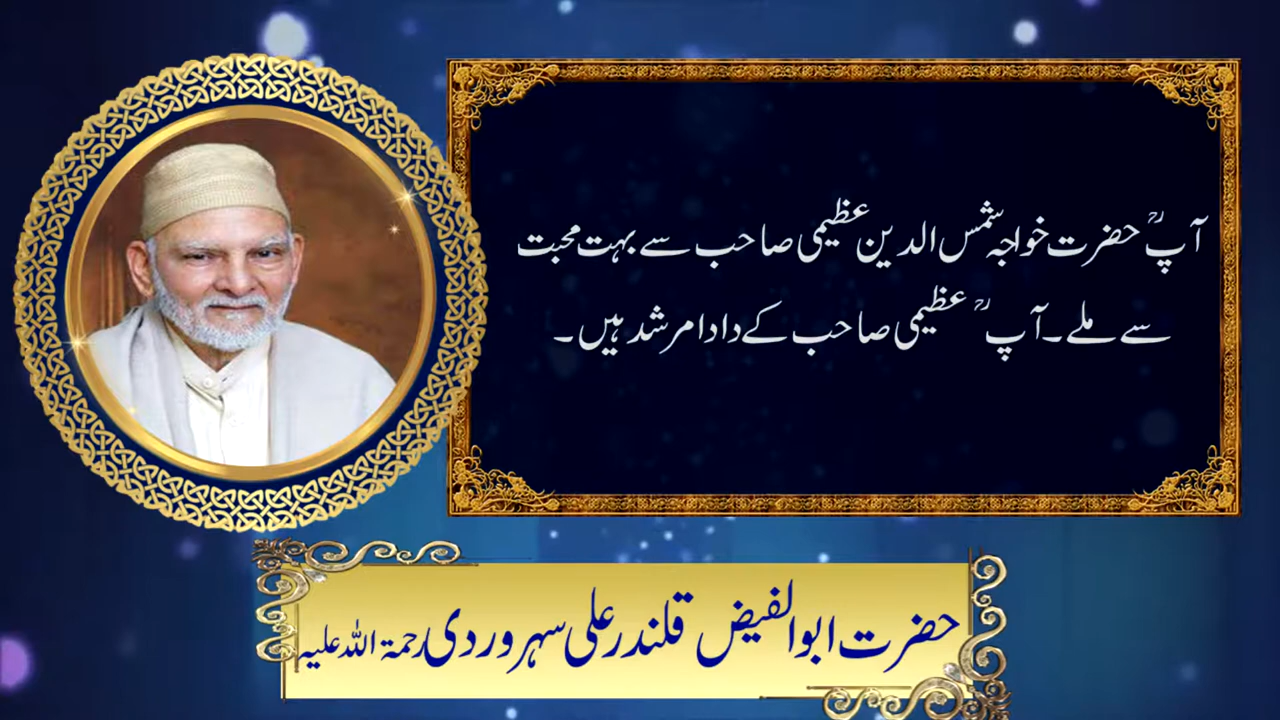 آپؒ حضرت خواجہ شمس الدین عظیمی صاحب سے بہت محبت
سے ملے۔ آپؒ عظیمی صاحب کے دادا مرشد ہیں۔
حضرت ابوالفیض قلندر علی سہروردی رحمۃ اللہ علیہ